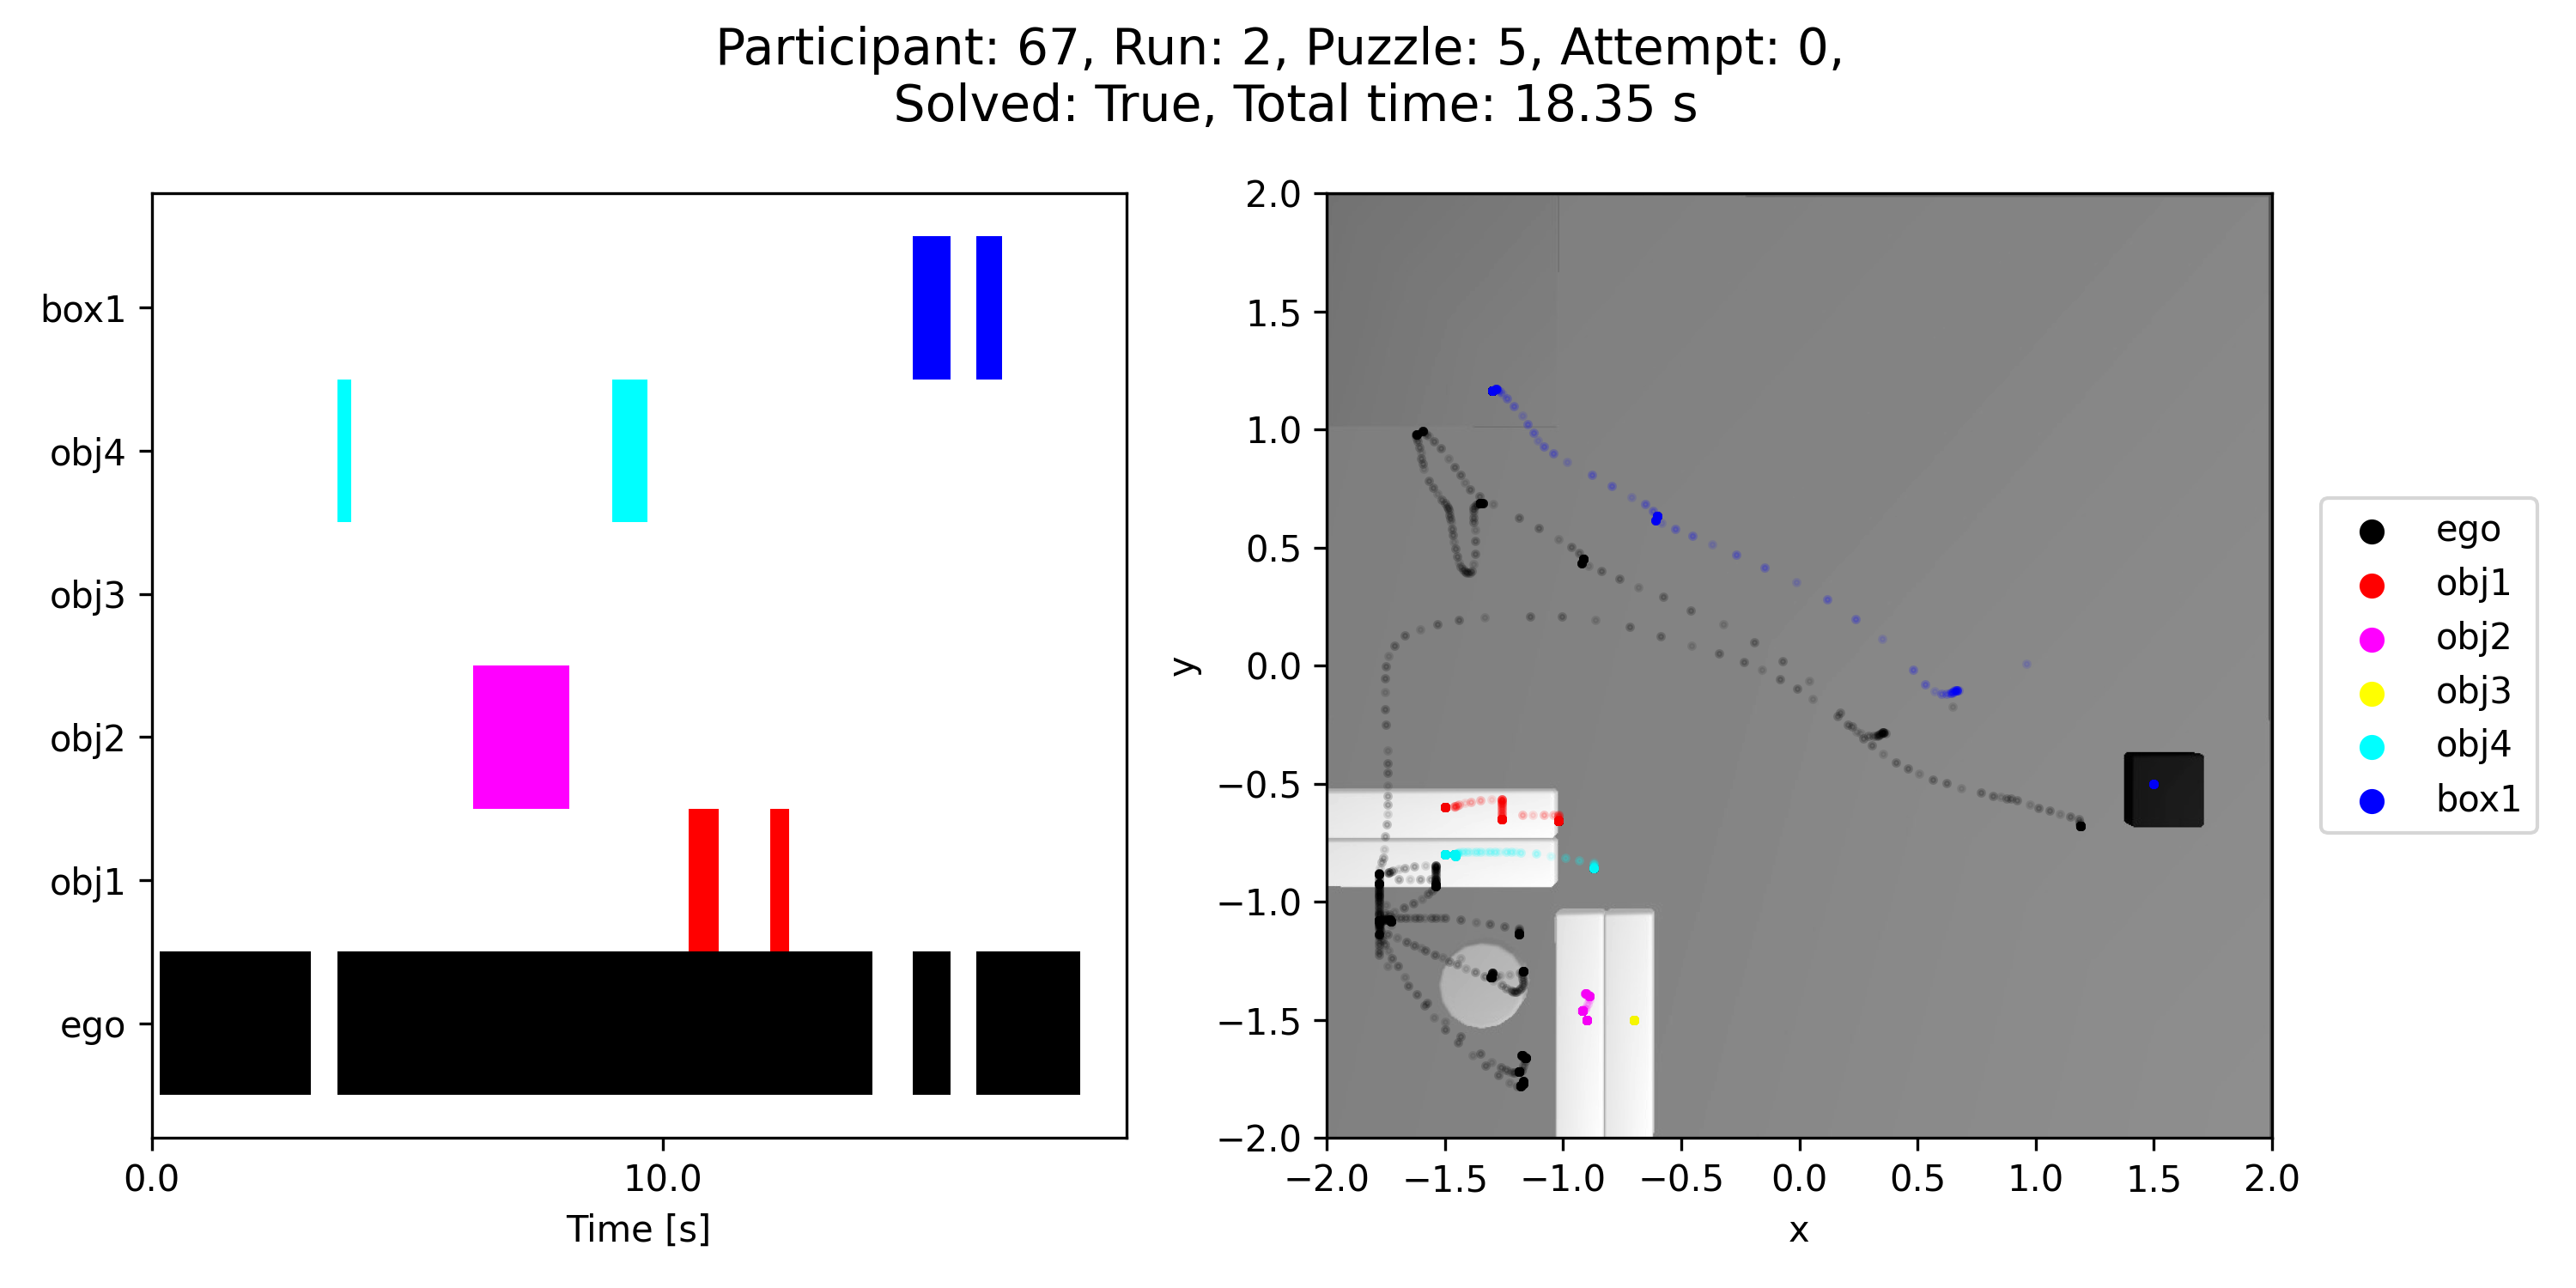 Participant: 67, Run: 2, Puzzle: 5, Attempt: 0,
Solved: True, Total time: 18.35 s
box1
obj4
obj3
obj2
obj1
ego
0.0
10.0
Time [s]
2.0
1.5
1.0
0.5
0.0
−0.5
−1.0
−1.5
−2.0
y
−2.0
−1.5
−1.0
−0.5
0.0
0.5
1.0
1.5
2.0
x
ego
obj1
obj2
obj3
obj4
box1